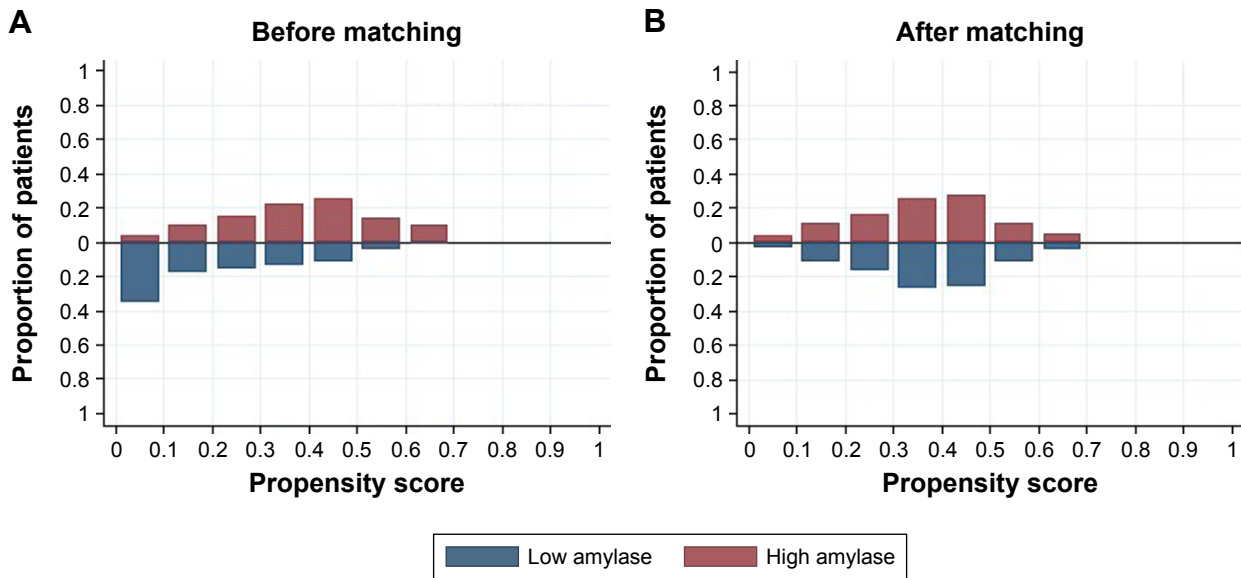 A
Before matching
Proportion of patients
1
0.8
0.6
0.4
0.2
0
0.2
0.4
0.6
0.8
1
0 0.1 0.2 0.3 0.4 0.5 0.6 0.7 0.8 0.9 1
Propensity score
B
After matching
Proportion of patients
1
0.8
0.6
0.4
0.2
0
0.2
0.4
0.6
0.8
1
0 0.1 0.2 0.3 0.4 0.5 0.6 0.7 0.8 0.9 1
Propensity score
Low amylase High amylase